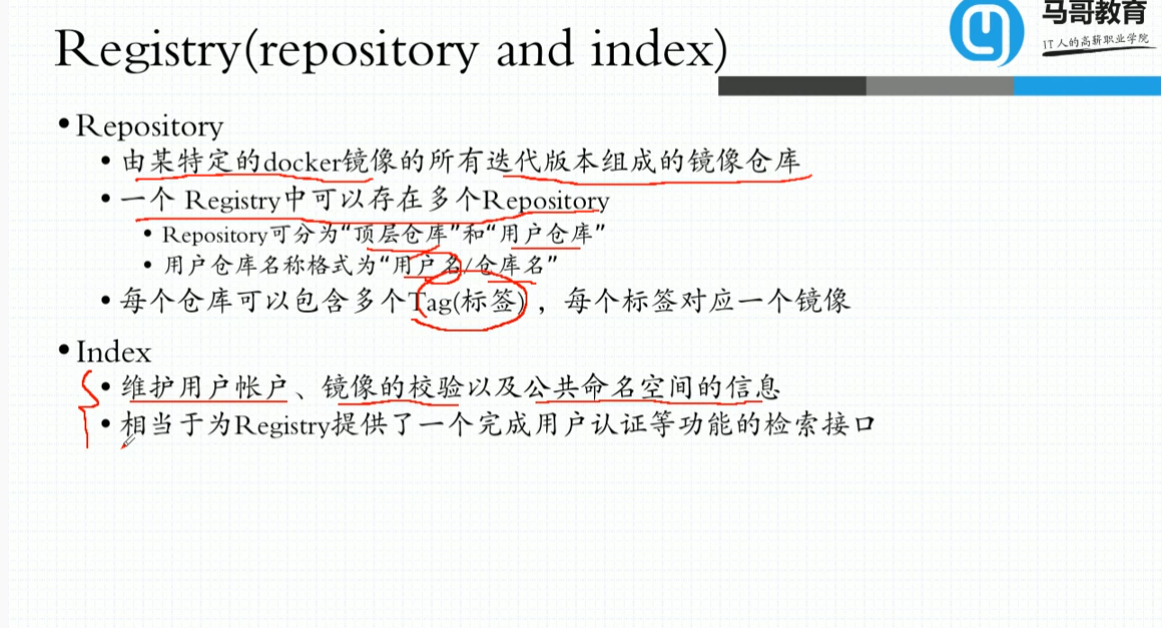 马哥教育
IT人的高薪职业学院
Registry(repository and index)
•Repository
• 由某特定的docker镜像的所有迭代版本组成的镜像仓库
• 一个 Registry中可以存在多个Repository
• Repository可分为“顶层仓库”和“用户仓库”
• 用户仓库名称格式为“用户名/仓库名”
• 每个仓库可以包含多个Tag(标签)，每个标签对应一个镜像
•Index
• 维护用户帐户、镜像的校验以及公共命名空间的信息
• 相当于为Registry提供了一个完成用户认证等功能的检索接口